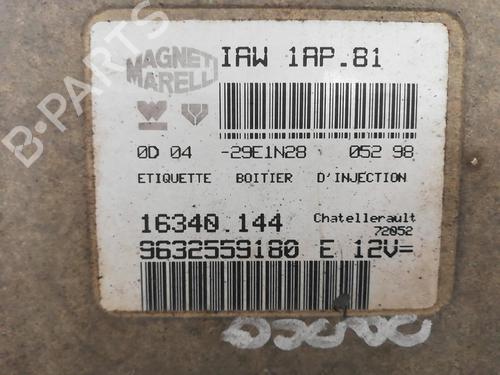 B-PARTS
MAGNET
MARELLI
IAW 1AP.81
0D 04 -29E1N28 052 98
ETIQUETTE BOITIER D'INJECTION
16340.144 Chatellerault
72052
9632559180 E 12V=